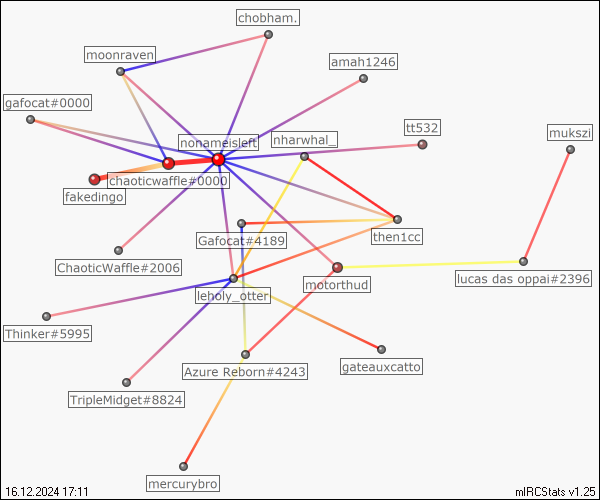 chobham.
moonraven
amah1246
gafocat#0000
tt532
mukszi
nonameisleft
nharwhal_
chaoticwaffle#0000
fakedingo
then1cc
Gafocat#4189
ChaoticWaffle#2006
lucas das oppai#2396
motorthud
leholy_otter
Thinker#5995
gateauxcatto
Azure Reborn#4243
TripleMidget#8824
mercurybro
16.12.2024 17:11
mIRCStats v1.25